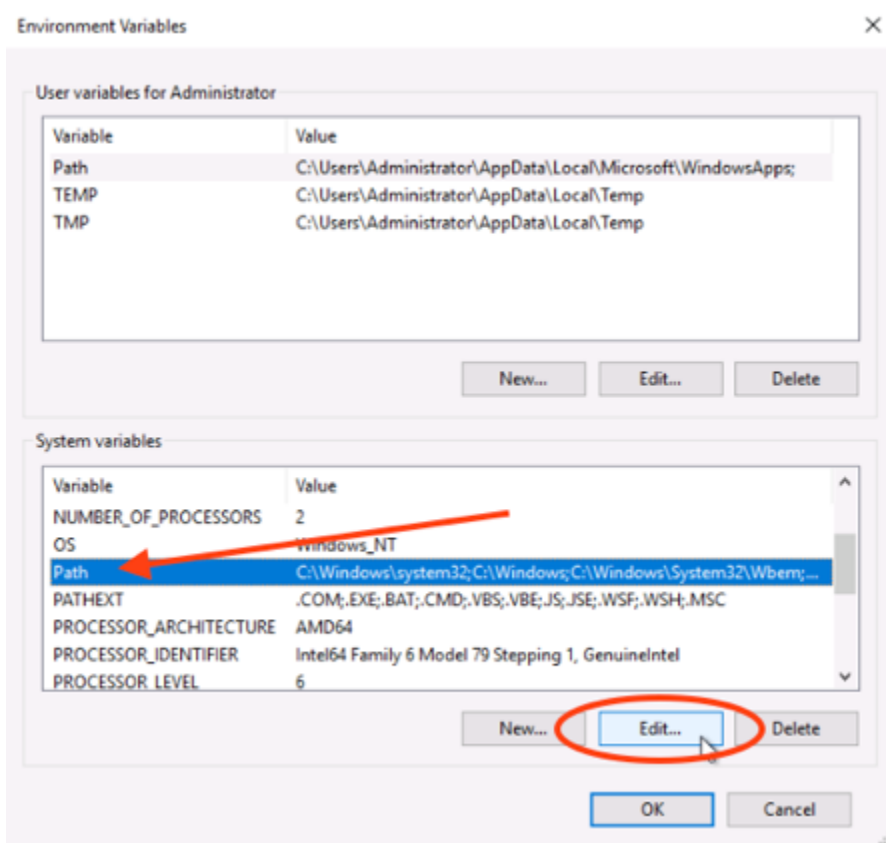 Environment Variables
User variables for Administrator
Variable Value
Path C:\Users\Administrator\AppData\Local\Microsoft\WindowsApps;
TEMP C:\Users\Administrator\AppData\Local\Temp
TMP C:\Users\Administrator\AppData\Local\Temp
New... Edit... Delete
System variables
Variable Value
NUMBER_OF_PROCESSORS 2
OS Windows_NT
Path C:\Windows\system32;C:\Windows;C:\Windows\System32\Wbem;...
PATHEXT .COM;.EXE;.BAT;.CMD;.VBS;.VBE;.JS;.JSE;.WSF;.WSH;.MSC
PROCESSOR_ARCHITECTURE AMD64
PROCESSOR_IDENTIFIER Intel64 Family 6 Model 79 Stepping 1, GenuineIntel
PROCESSOR_LEVEL 6
New... Edit... Delete
OK Cancel